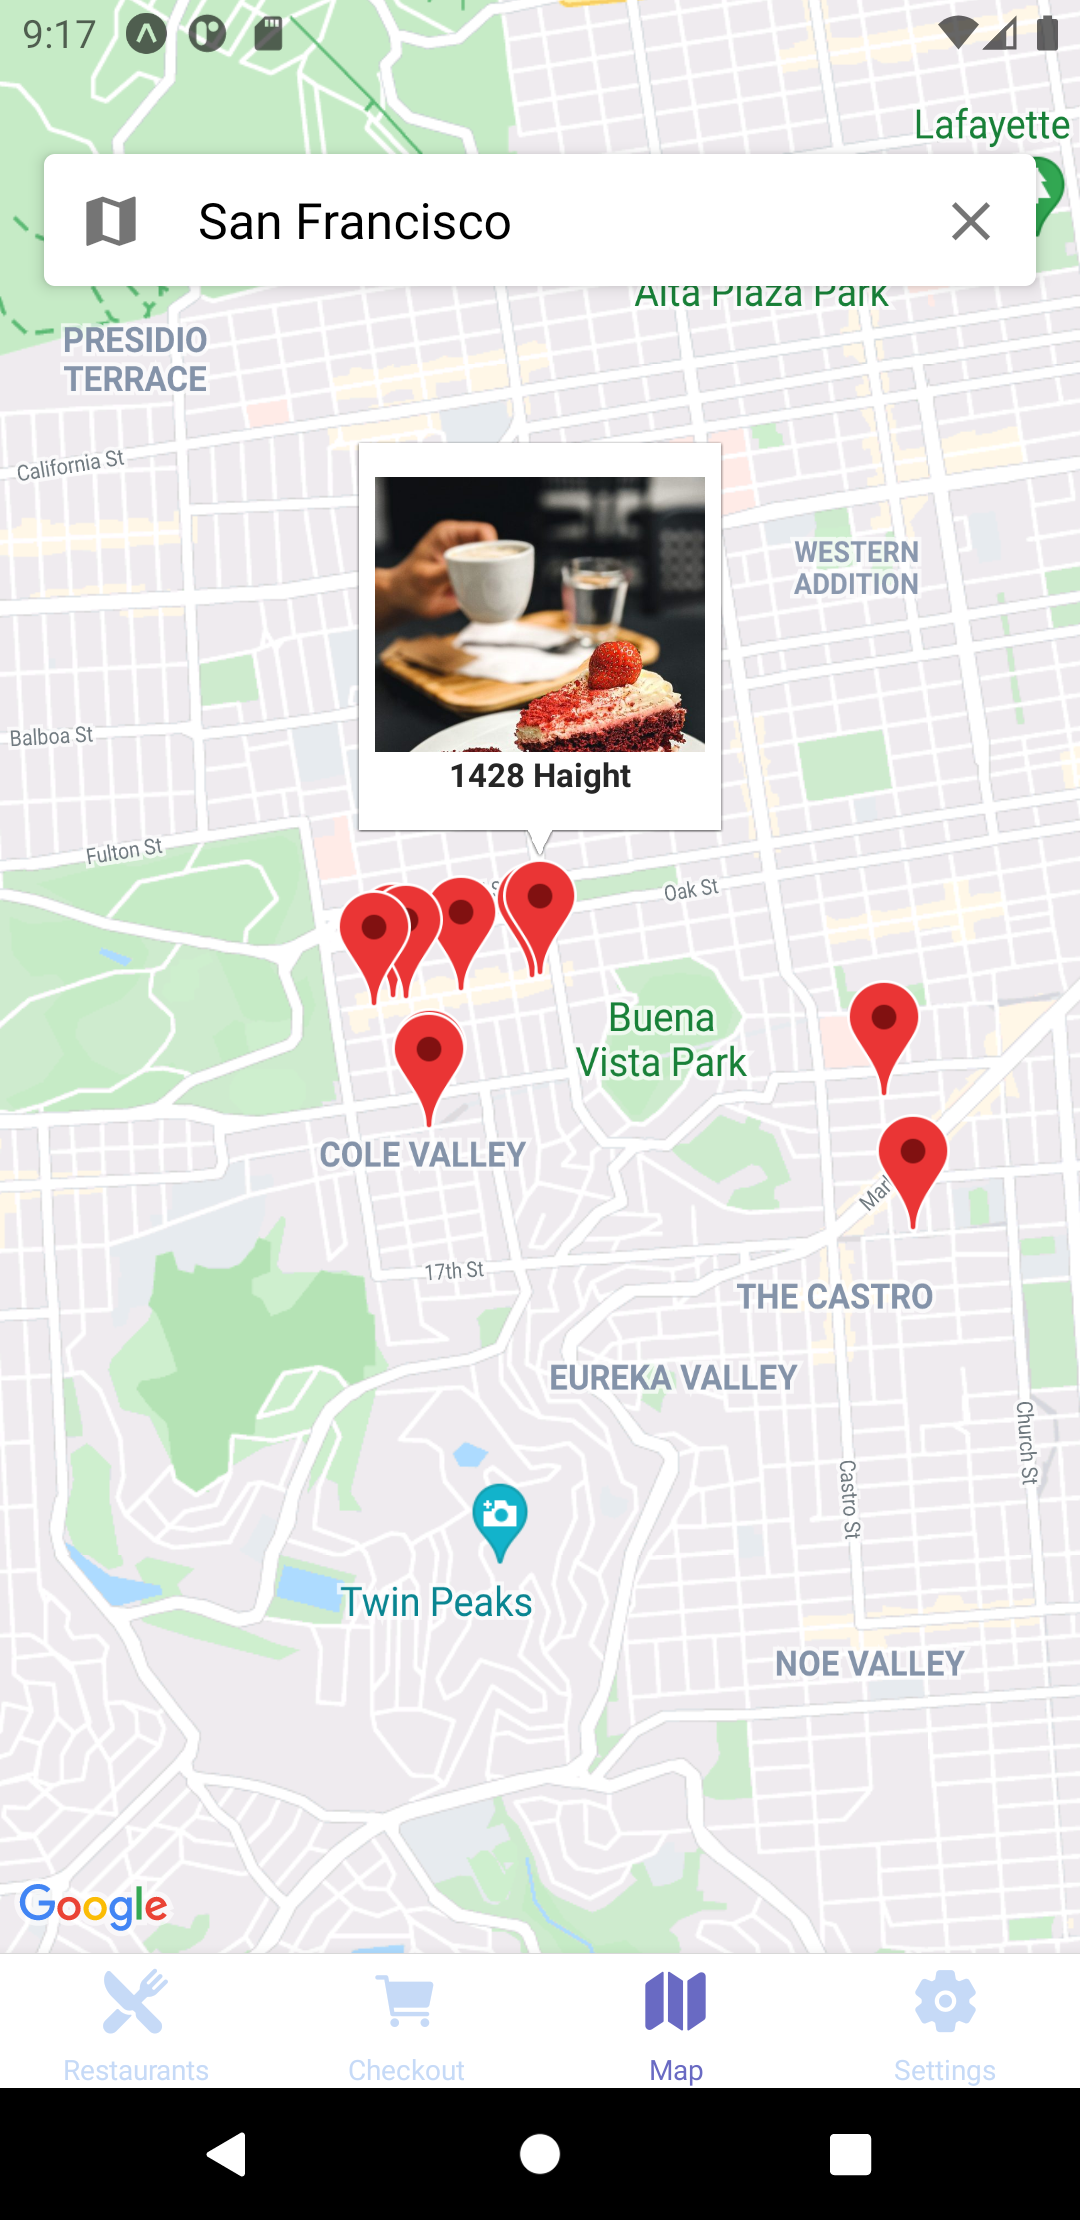 9:17
Lafayette
San Francisco
Alta Plaza Park
PRESIDIO
TERRACE
California St
WESTERN
ADDITION
Balboa St
1428 Haight
Fulton St
Oak St
Buena
Vista Park
COLE VALLEY
17th St
THE CASTRO
EUREKA VALLEY
Church St
Castro St
Twin Peaks
NOE VALLEY
Google
Restaurants
Checkout
Map
Settings